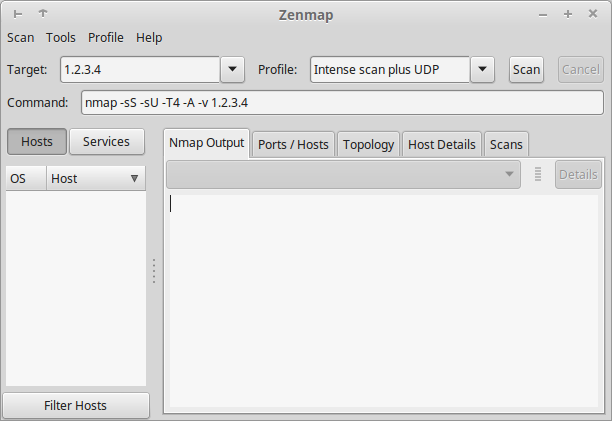 Zenmap
Scan Tools Profile Help
Target: 1.2.3.4 Profile: Intense scan plus UDP Scan Cancel
Command: nmap -sS -sU -T4 -A -v 1.2.3.4
Hosts Services Nmap Output Ports / Hosts Topology Host Details Scans
OS Host Details
Filter Hosts